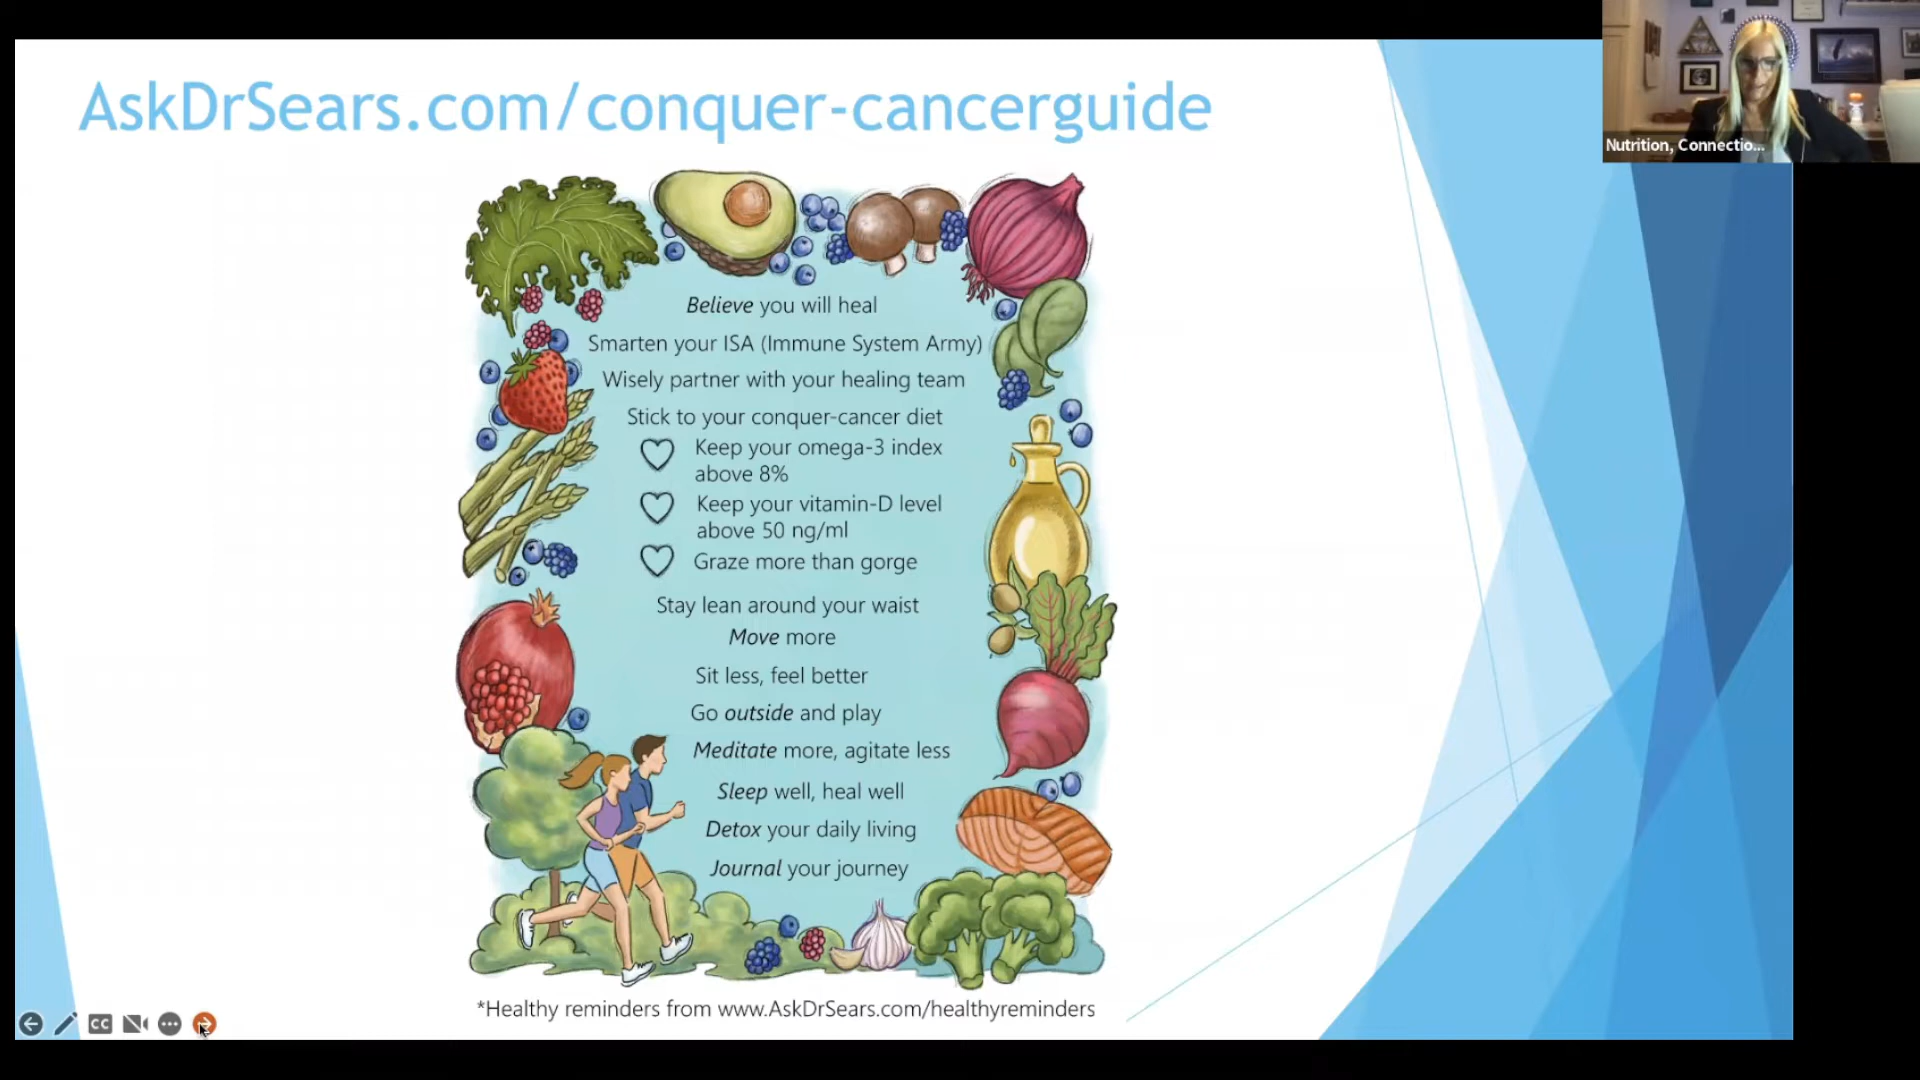 AskDrSears.com/conquer-cancerguide
Nutrition, Connectio...
Believe you will heal
Smarten your ISA (Immune System Army)
Wisely partner with your healing team
Stick to your conquer-cancer diet
Keep your omega-3 index
above 8%
Keep your vitamin-D level
above 50 ng/ml
Graze more than gorge
Stay lean around your waist
Move more
Sit less, feel better
Go outside and play
Meditate more, agitate less
Sleep well, heal well
Detox your daily living
Journal your journey
*Healthy reminders from www.AskDrSears.com/healthyreminders
CC